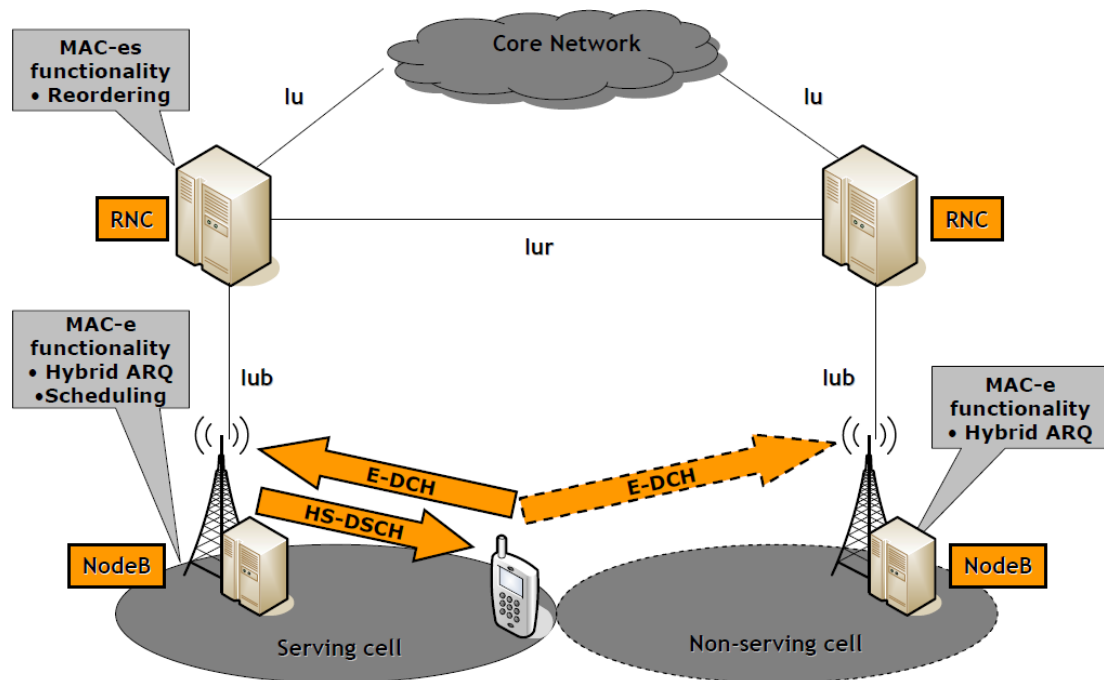 Core Network
MAC-es
functionality
• Reordering
Iu
Iu
RNC
RNC
Iur
MAC-e
functionality
• Hybrid ARQ
•Scheduling
Iub
Iub
MAC-e
functionality
• Hybrid ARQ
E-DCH
E-DCH
HS-DSCH
NodeB
NodeB
Serving cell
Non-serving cell